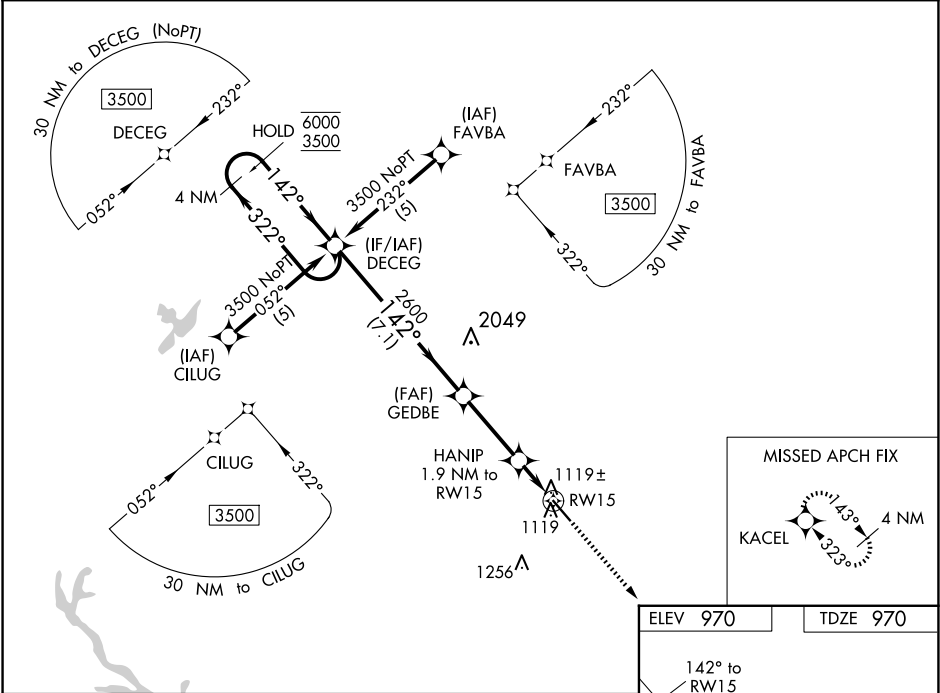 30 NM to DECEG (NoPT)
3500
232°
DECEG
052°
HOLD
6000
3500
4 NM
142°
322°
(IAF)
FAVBA
3500 NoPT
232°
(5)
232°
FAVBA
3500
322°
30 NM to FAVBA
(IF/IAF)
DECEG
3500 NoPT
052°
(5)
(IAF)
CILUG
2600
142°
(7.1)
2049
(FAF)
GEDBE
HANIP
1.9 NM to
RW15
1119±
RW15
1119
1256
CILUG
052°
322°
3500
30 NM to CILUG
MISSED APCH FIX
KACEL
143°
4 NM
323°
ELEV 970
TDZE 970
142° to
RW15